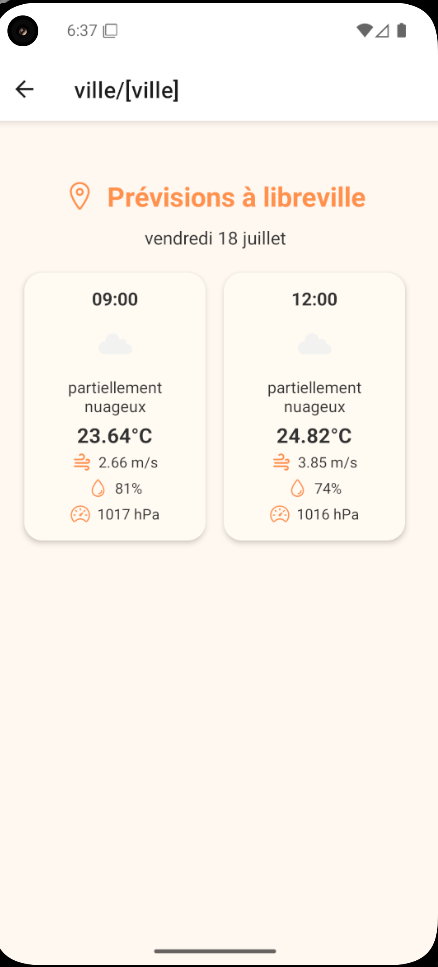 6:37
ville/[ville]
Prévisions à libreville
vendredi 18 juillet
09:00
partiellement
nuageux
23.64°C
2.66 m/s
81%
1017 hPa
12:00
partiellement
nuageux
24.82°C
3.85 m/s
74%
1016 hPa